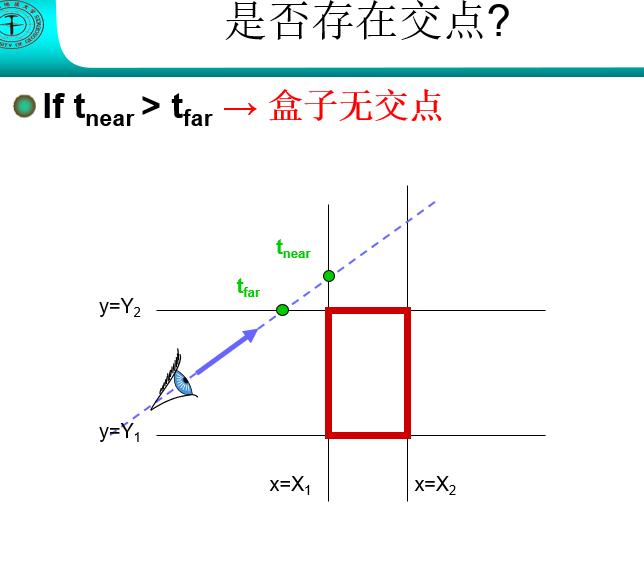 是否存在交点?
If tnear > tfar → 盒子无交点
tnear
tfar
y=Y2
y=Y1
x=X1 x=X2